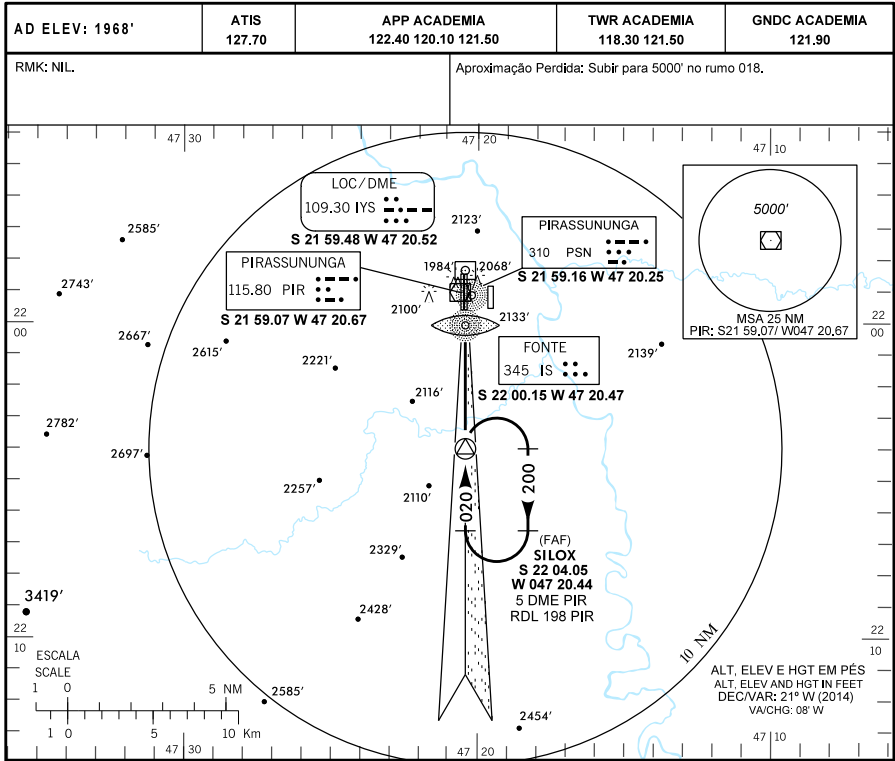 AD ELEV: 1968'
ATIS
127.70
APP ACADEMIA
122.40 120.10 121.50
TWR ACADEMIA
118.30 121.50
GNDC ACADEMIA
121.90
RMK: NIL.
Aproximação Perdida: Subir para 5000' no rumo 018.
47 30
47 20
47 10
LOC/DME
109.30 IYS
S 21 59.48 W 47 20.52
2123'
PIRASSUNUNGA
310 PSN
S 21 59.16 W 47 20.25
5000'
MSA 25 NM
PIR: S21 59.07/ W047 20.67
2585'
2743'
PIRASSUNUNGA
115.80 PIR
S 21 59.07 W 47 20.67
1984'
2068'
2100'
2133'
22
00
22
00
2667'
2615'
2221'
FONTE
345 IS
S 22 00.15 W 47 20.47
2139'
2116'
2782'
2697'
2257'
2110'
020
200
2329'
(FAF)
SILOX
S 22 04.05
W 047 20.44
5 DME PIR
RDL 198 PIR
3419'
2428'
22
10
22
10
10 NM
ESCALA
SCALE
1 0 5 NM
1 0 5 10 Km
2585'
2454'
ALT, ELEV E HGT EM PÉS
ALT, ELEV AND HGT IN FEET
DEC/VAR: 21° W (2014)
VA/CHG: 08' W
47 30
47 20
47 10